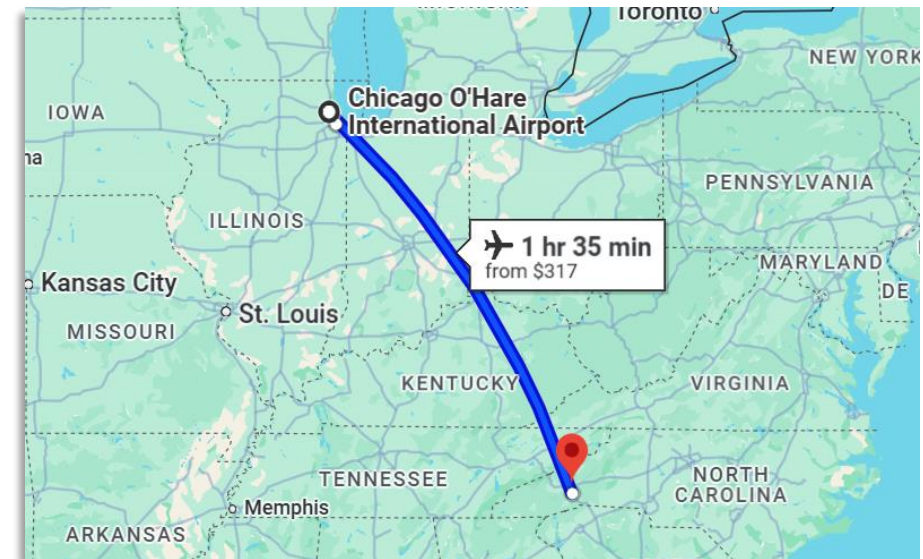 Toronto
NEW YORK
IOWA
Chicago O'Hare
International Airport
PENNSYLVANIA
ILLINOIS
1 hr 35 min
from $317
MARYLAND
Kansas City
DE
St. Louis
MISSOURI
KENTUCKY
VIRGINIA
TENNESSEE
NORTH
CAROLINA
Memphis
ARKANSAS